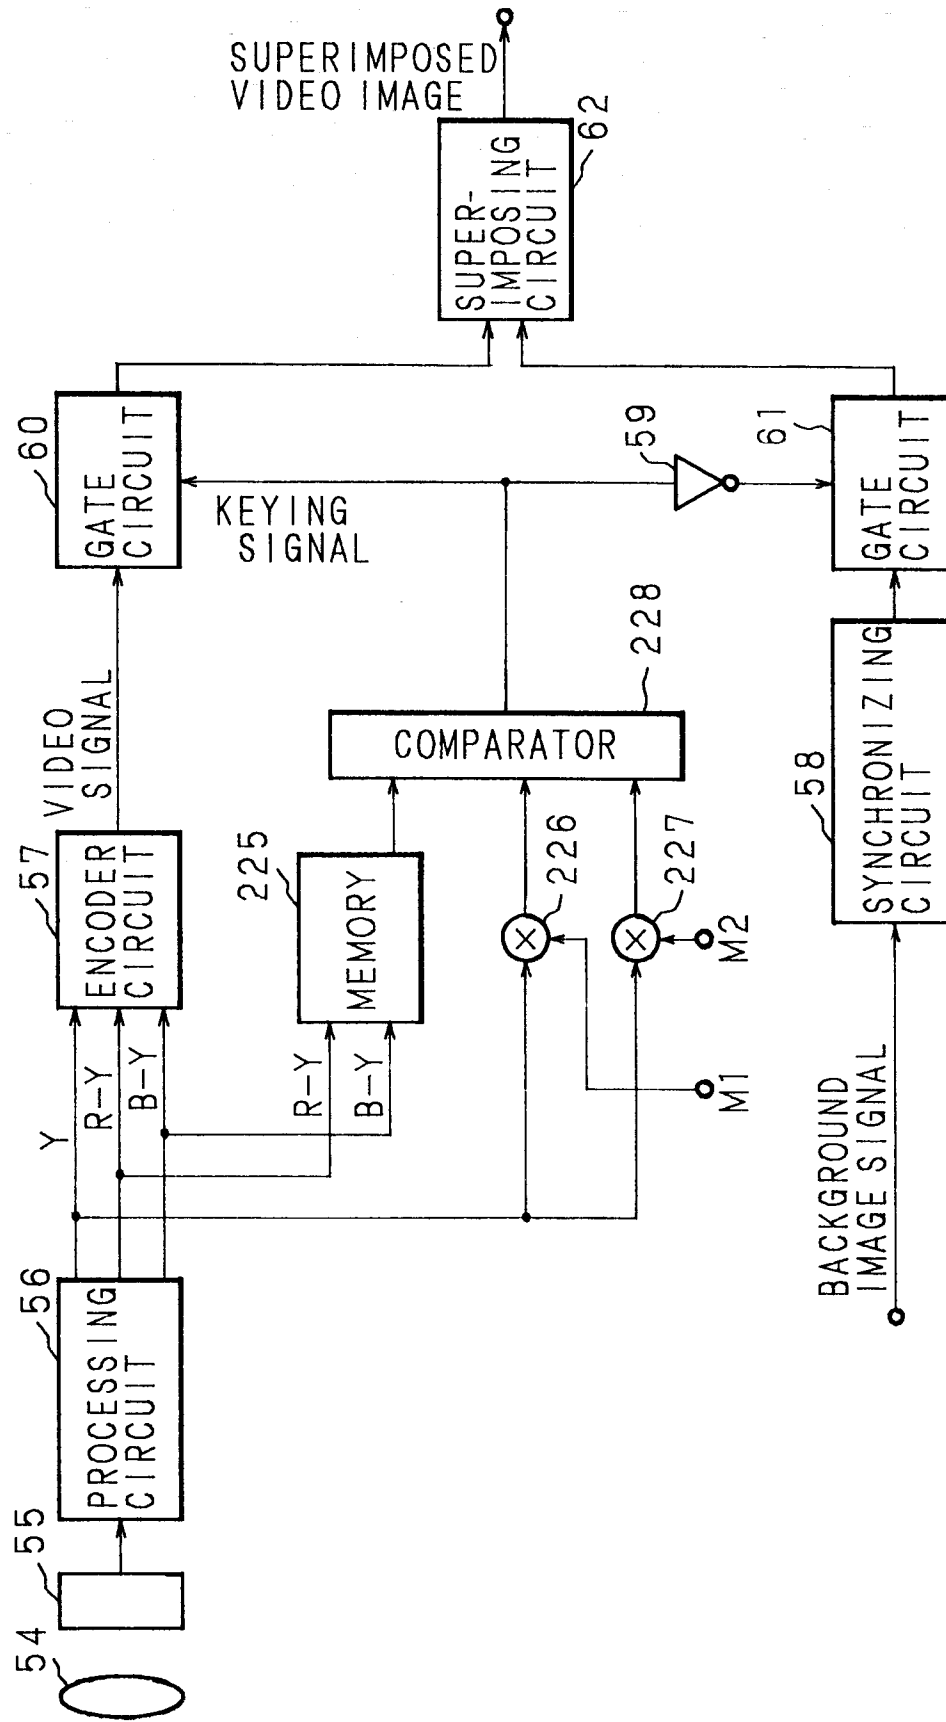 54
55
PROCESSING
CIRCUIT
56
Y
R-Y
B-Y
ENCODER
CIRCUIT
57
VIDEO
SIGNAL
GATE
CIRCUIT
60
R-Y
B-Y
MEMORY
225
COMPARATOR
228
226
227
M1
M2
KEYING
SIGNAL
59
BACKGROUND
IMAGE SIGNAL
SYNCHRONIZING
CIRCUIT
58
GATE
CIRCUIT
61
SUPER-
IMPOSING
CIRCUIT
62
SUPERIMPOSED
VIDEO IMAGE